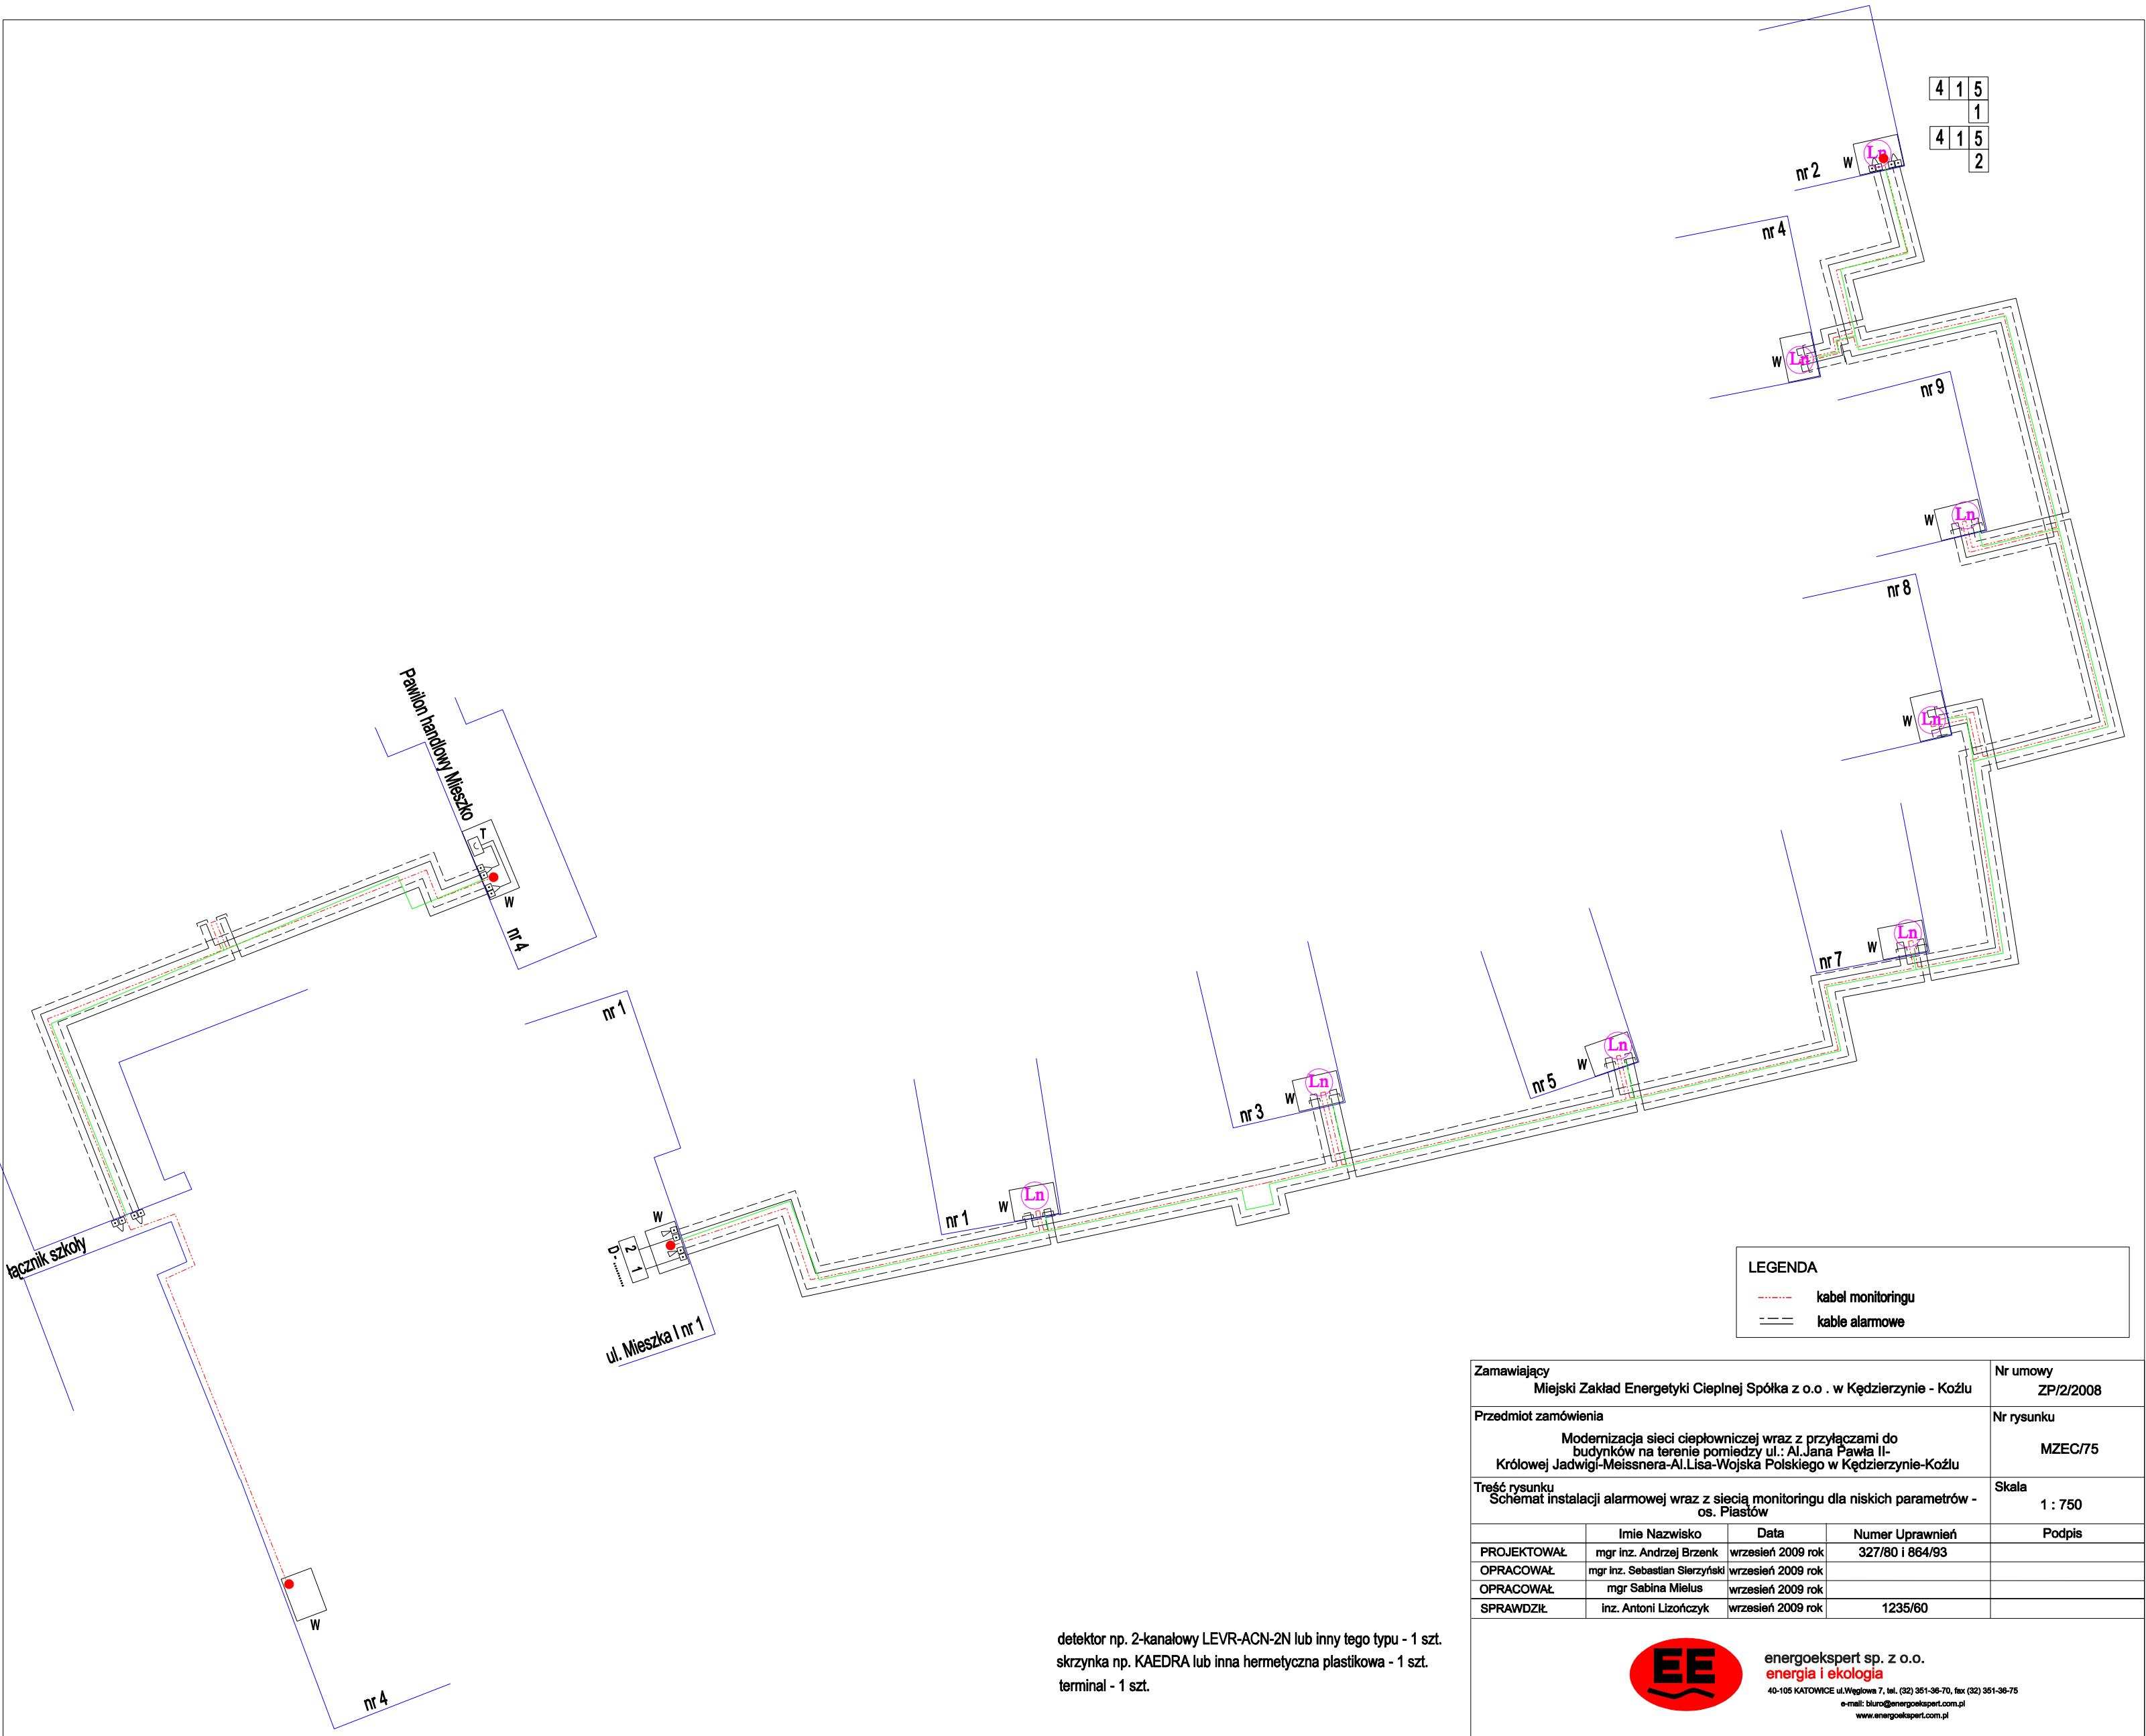 4 1 5
1
4 1 5
2
Ln
W
nr 2
nr 4
Ln
W
nr 9
Ln
W
nr 8
Ln
W
Pawilon handlowy Mieszko
T
W
nr 4
nr 7
Ln
W
nr 1
nr 5
Ln
W
nr 3
Ln
W
nr 1
Ln
W
W
D-.........
2
1
ul. Mieszka I nr 1
łącznik szkoły
W
nr 4
LEGENDA
kabel monitoringu
kable alarmowe
Zamawiający
Miejski Zakład Energetyki Cieplnej Spółka z o.o . w Kędzierzynie - Koźlu
Nr umowy
ZP/2/2008
Przedmiot zamówienia
Modernizacja sieci ciepłowniczej wraz z przyłączami do
budynków na terenie pomiedzy ul.: Al.Jana Pawła II-
Królowej Jadwigi-Meissnera-Al.Lisa-Wojska Polskiego w Kędzierzynie-Koźlu
Nr rysunku
MZEC/75
Treść rysunku
Schemat instalacji alarmowej wraz z siecią monitoringu dla niskich parametrów -
os. Piastów
Skala
1 : 750
Imie Nazwisko Data Numer Uprawnień Podpis
PROJEKTOWAŁ mgr inz. Andrzej Brzenk wrzesień 2009 rok 327/80 i 864/93
OPRACOWAŁ mgr inz. Sebastian Sierzyński wrzesień 2009 rok
OPRACOWAŁ mgr Sabina Mielus wrzesień 2009 rok
SPRAWDZIŁ inz. Antoni Lizończyk wrzesień 2009 rok 1235/60
detektor np. 2-kanałowy LEVR-ACN-2N lub inny tego typu - 1 szt.
skrzynka np. KAEDRA lub inna hermetyczna plastikowa - 1 szt.
terminal - 1 szt.
EE
energoekspert sp. z o.o.
energia i ekologia
40-105 KATOWICE ul.Węglowa 7, tel. (32) 351-36-70, fax (32) 351-36-75
e-mail: biuro@energoekspert.com.pl
www.energoekspert.com.pl